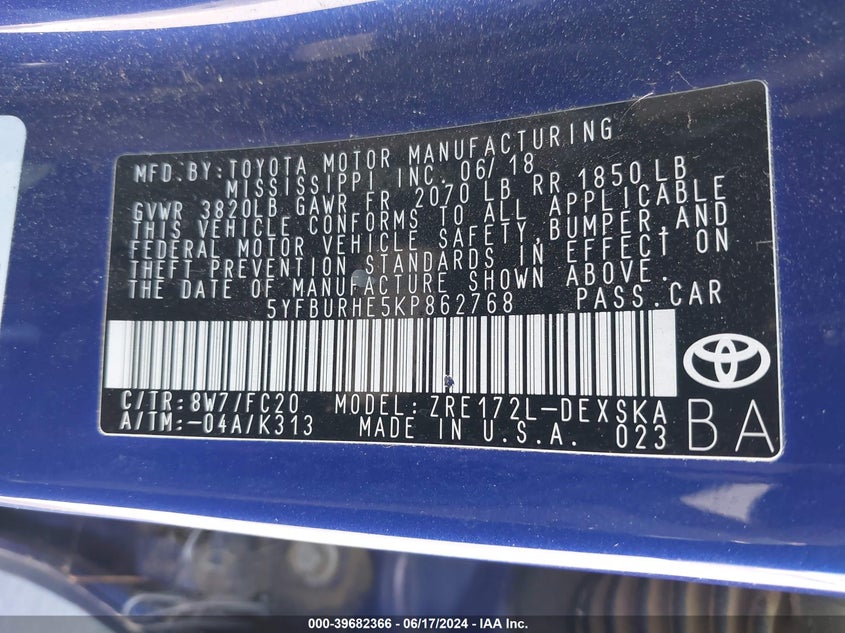 MFD.BY:TOYOTA MOTOR MANUFACTURING
MISSISSIPPI INC. 06/18
GVWR 3820LB GAWR FR 2070 LB RR 1850 LB
THIS VEHICLE CONFORMS TO ALL APPLICABLE
FEDERAL MOTOR VEHICLE SAFETY,BUMPER,AND
THEFT PREVENTION STANDARDS IN EFFECT ON
THE DATE OF MANUFACTURE SHOWN ABOVE.
5YFBURHE5KP862768 PASS.CAR
C/TR:8W7/FC20 MODEL:ZRE172L-DEXSKA
A/TM:-04A/K313 MADE IN U.S.A. 023
BA
000-39682366 - 06/17/2024 - IAA Inc.